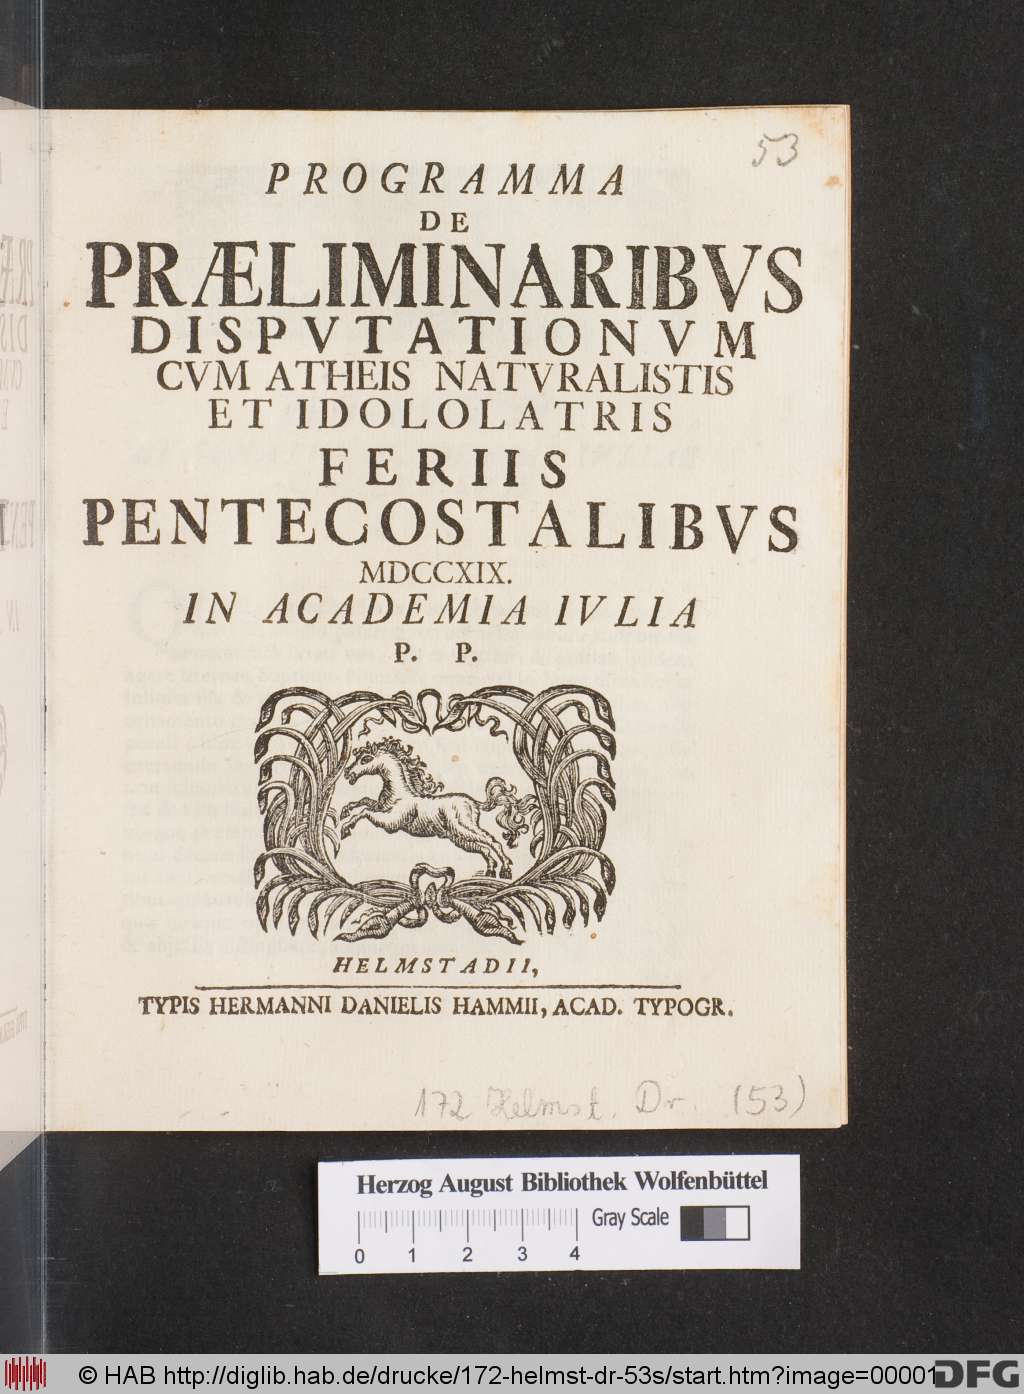 53
PROGRAMMA
DE
PRÆLIMINARIBVS
DISPVTATIONVM
CVM ATHEIS NATVRALISTIS
ET IDOLOLATRIS
FERIIS
PENTECOSTALIBVS
MDCCXIX.
IN ACADEMIA IVLIA
P. P.
HELMSTADII,
TYPIS HERMANNI DANIELIS HAMMII, ACAD. TYPOGR.
172 Helmst. Dr. (53)
Herzog August Bibliothek Wolfenbüttel
Gray Scale
0 1 2 3 4
© HAB http://diglib.hab.de/drucke/172-helmst-dr-53s/start.htm?image=00001
DFG